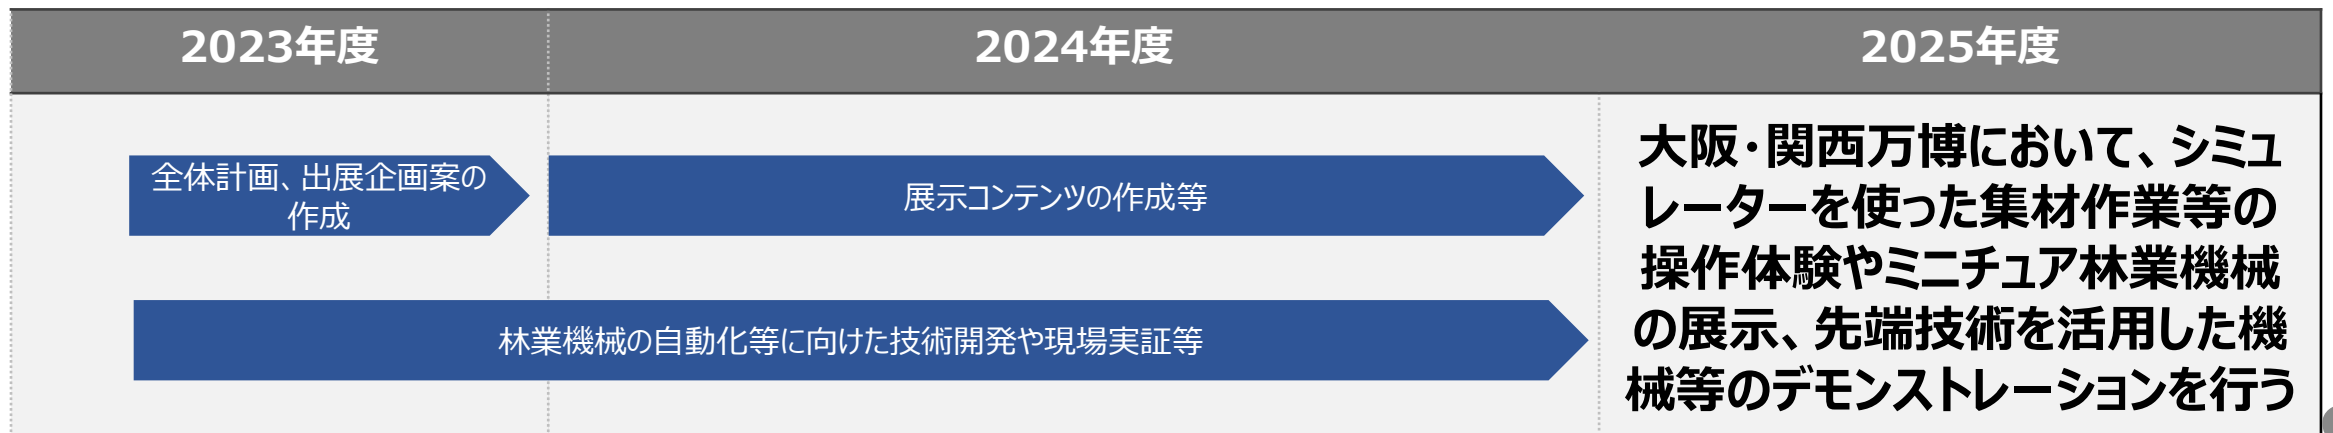 2023年度
2024年度
2025年度
全体計画、出展企画案の
作成
展示コンテンツの作成等
林業機械の自動化等に向けた技術開発や現場実証等
大阪・関西万博において、シミュ
レーターを使った集材作業等の
操作体験やミニチュア林業機械
の展示、先端技術を活用した機
械等のデモンストレーションを行う